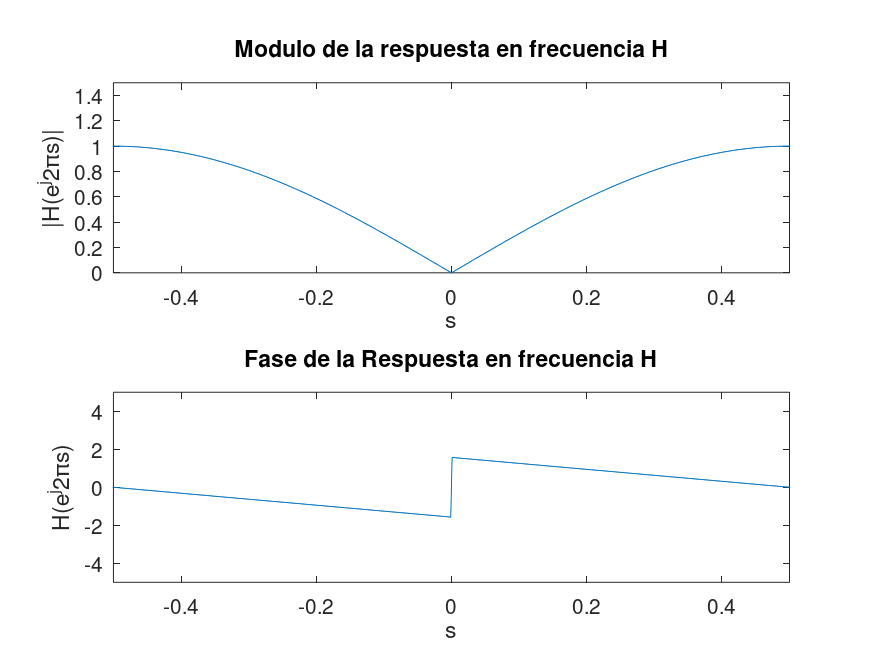 Modulo de la respuesta en frecuencia H
|H(eʲ2πs)|
1.4
1.2
1
0.8
0.6
0.4
0.2
0
-0.4 -0.2 0 0.2 0.4
s
Fase de la Respuesta en frecuencia H
H(eʲ2πs)
4
2
0
-2
-4
-0.4 -0.2 0 0.2 0.4
s